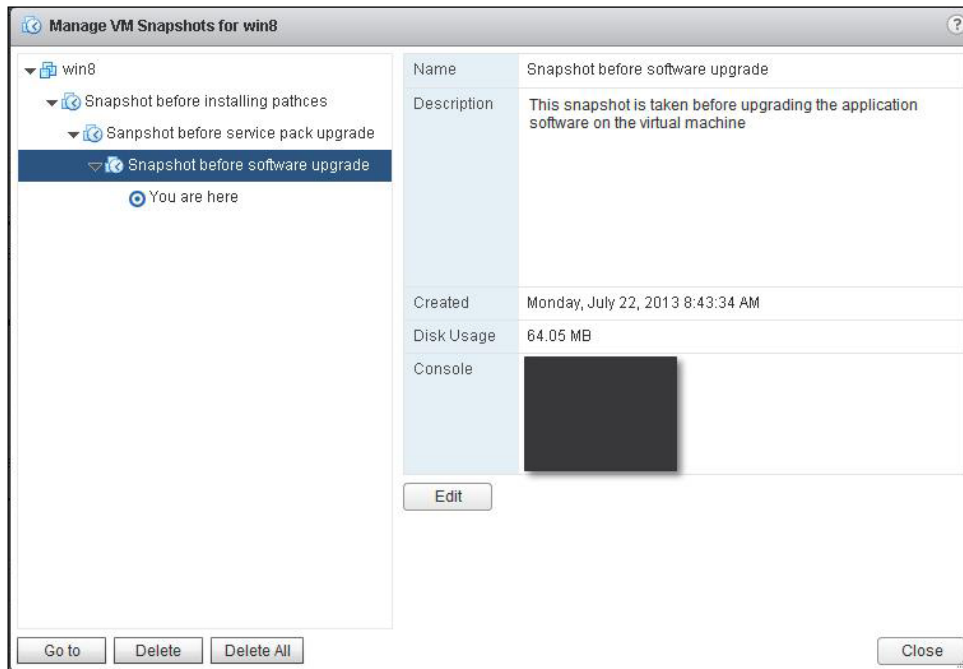 Manage VM Snapshots for win8
?
win8
Snapshot before installing pathces
Sanpshot before service pack upgrade
Snapshot before software upgrade
You are here
Name
Snapshot before software upgrade
Description
This snapshot is taken before upgrading the application
software on the virtual machine
Created
Monday, July 22, 2013 8:43:34 AM
Disk Usage
64.05 MB
Console
Edit
Go to
Delete
Delete All
Close